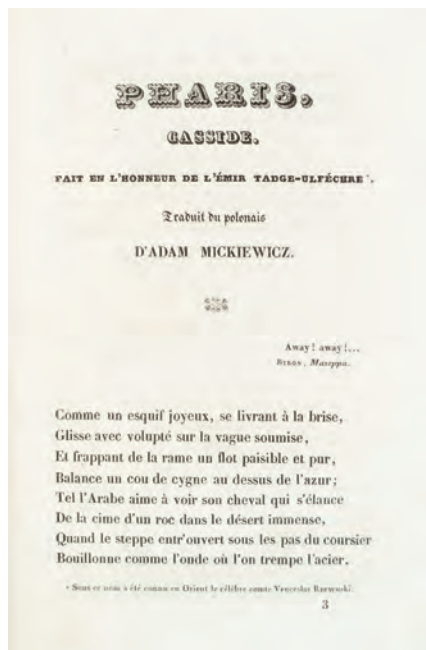 PHARIS,
CASSIDE,
FAIT EN L'HONNEUR DE L'ÉMIR TADGE-ULFÉCHRE *.
Traduit du polonais
D'ADAM MICKIEWICZ.
Away! away!...
BYRON, Mazeppa.
Comme un esquif joyeux, se livrant à la brise,
Glisse avec volupté sur la vague soumise,
Et frappant de la rame un flot paisible et pur,
Balance un cou de cygne au dessus de l'azur;
Tel l'Arabe aime à voir son cheval qui s'élance
De la cime d'un roc dans le désert immense,
Quand le steppe entr'ouvert sous les pas du coursier
Bouillonne comme l'onde où l'on trempe l'acier.
* Sous ce nom a été connu en Orient le célèbre comte Venceslas Rzewuski.
3